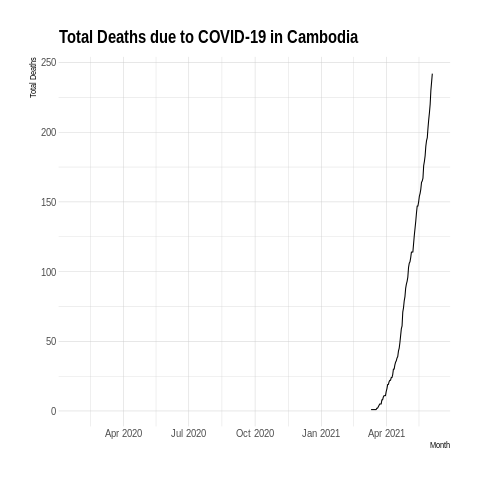 Total Deaths due to COVID-19 in Cambodia
Total Deaths
250
200
150
100
50
0
Apr 2020 Jul 2020 Oct 2020 Jan 2021 Apr 2021
Month